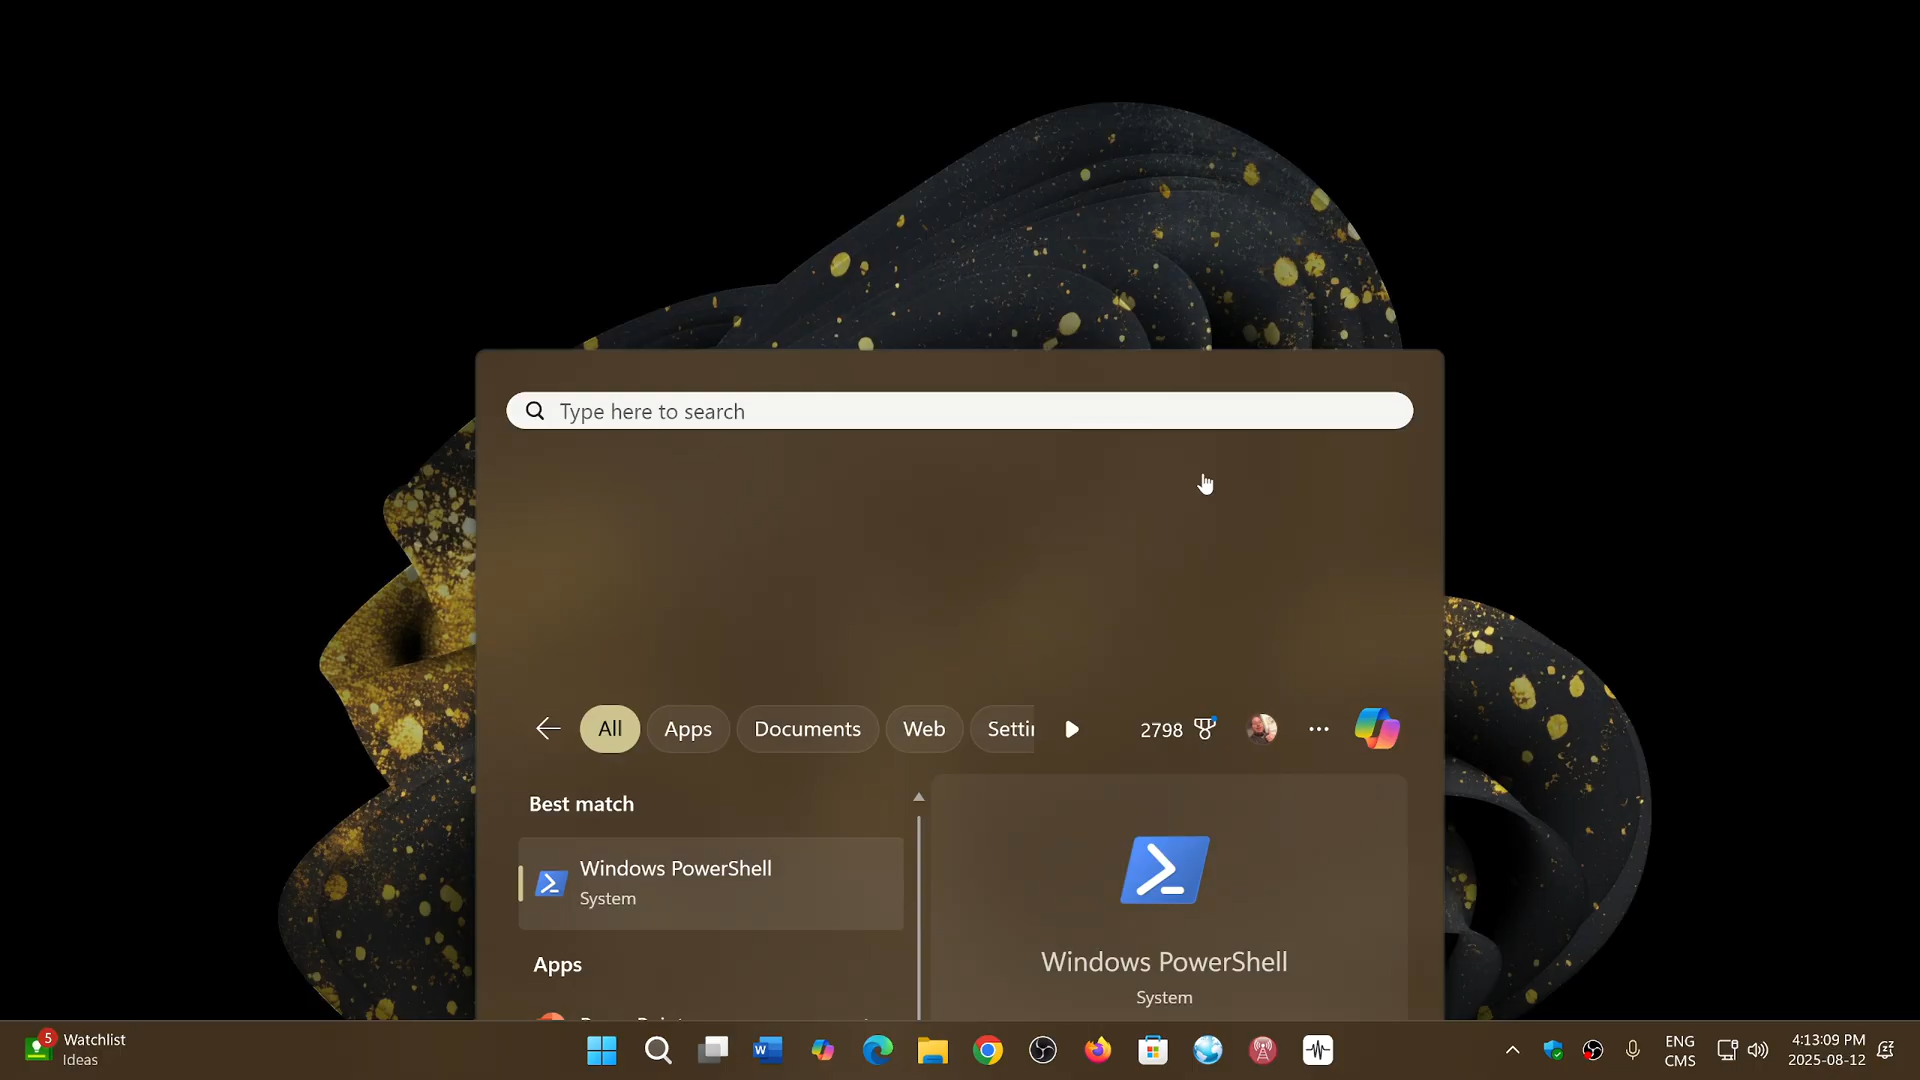 Type here to search
All Apps Documents Web Settin 2798
Best match
Windows PowerShell
System
Apps
Windows PowerShell
System
5 Watchlist
Ideas
ENG
CMS
4:13:09 PM
2025-08-12